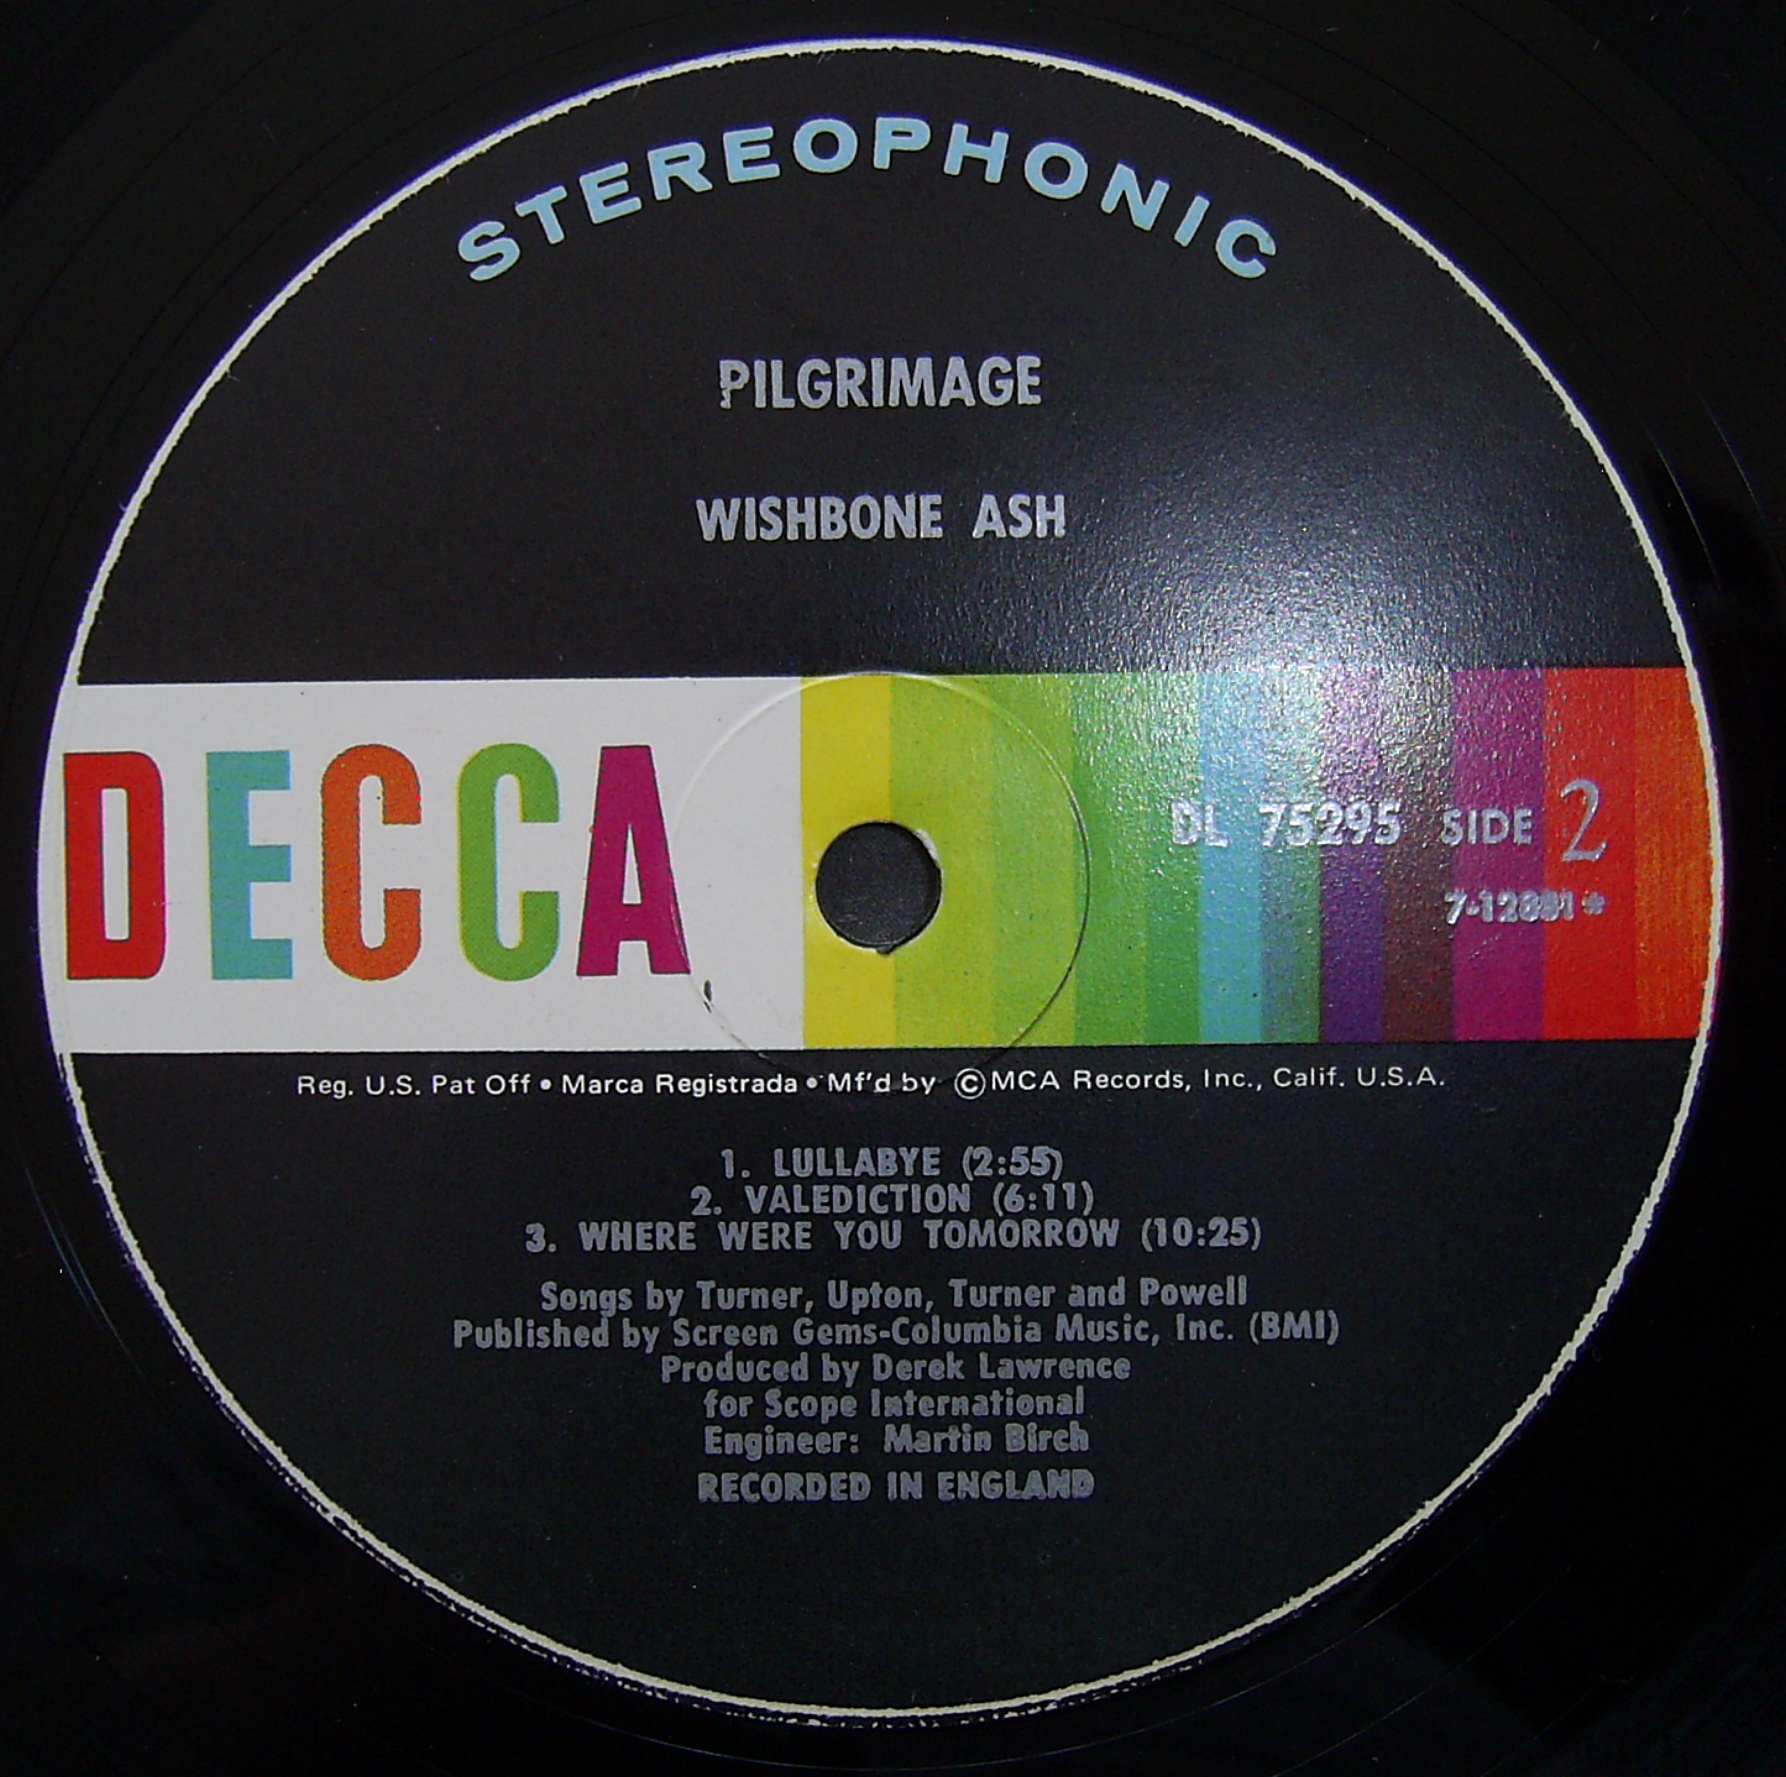 STEREOPHONIC
PILGRIMAGE
WISHBONE ASH
DECCA
DL 75295 SIDE 2
Reg. U.S. Pat Off • Marca Registrada • Mf'd by ©MCA Records, Inc., Calif. U.S.A.
1. LULLABYE (2:55)
2. VALEDICTION (6:11)
3. WHERE WERE YOU TOMORROW (10:25)
Songs by Turner, Upton, Turner and Powell
Published by Screen Gems-Columbia Music, Inc. (BMI)
Produced by Derek Lawrence
for Scope International
Engineer: Martin Birch
RECORDED IN ENGLAND